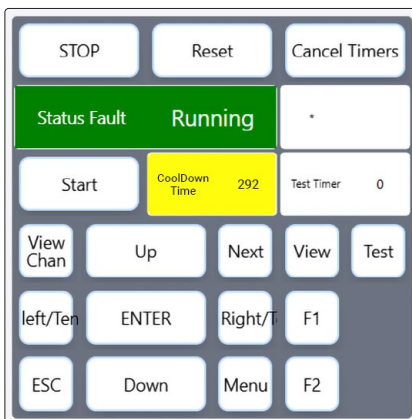 STOP
Reset
Cancel Timers
Status Fault
Running
*
Start
CoolDown
Time
292
Test Timer
0
View
Chan
Up
Next
View
Test
left/Ten
ENTER
Right/T
F1
ESC
Down
Menu
F2